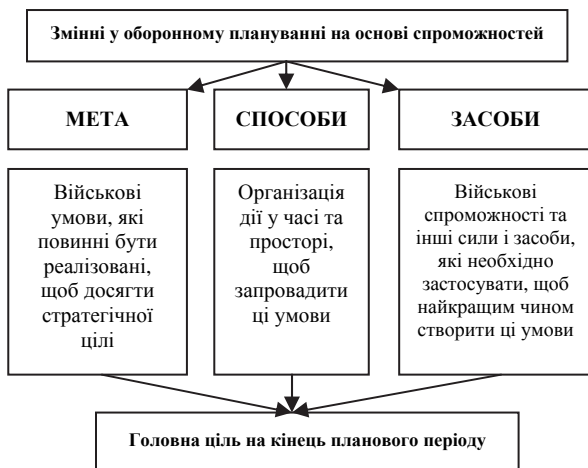 Змінні у оборонному плануванні на основі спроможностей
МЕТА
СПОСОБИ
ЗАСОБИ
Військові
умови, які
повинні бути
реалізовані,
щоб досягти
стратегічної
цілі
Організація
дії у часі та
просторі,
щоб
запровадити
ці умови
Військові
спроможності та
інші сили і засоби,
які необхідно
застосувати, щоб
найкращим чином
створити ці умови
Головна ціль на кінець планового періоду